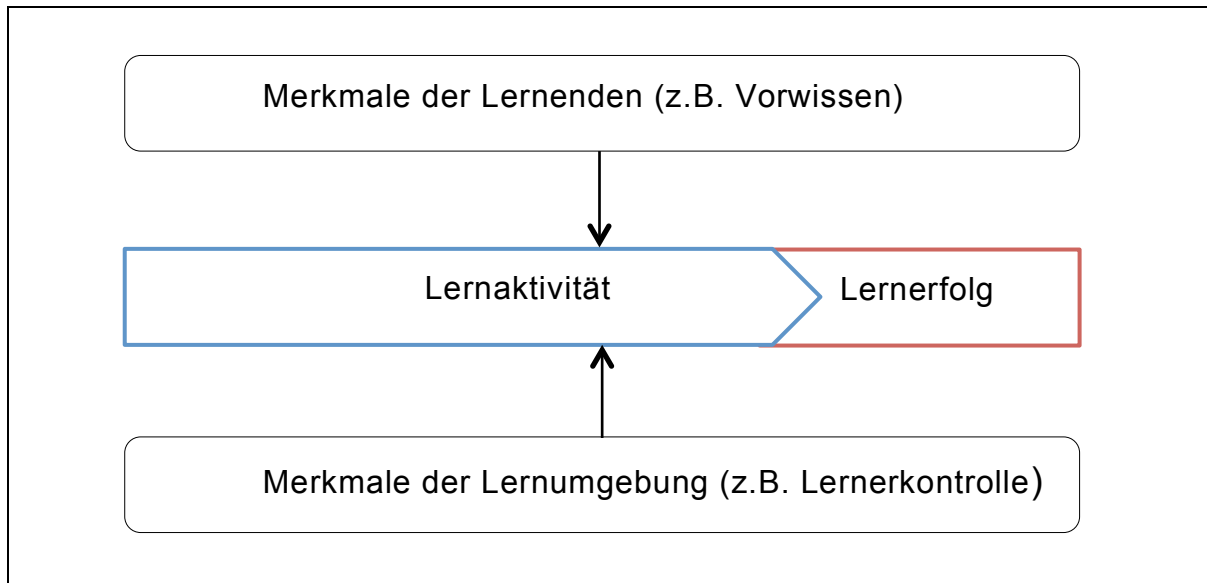 Merkmale der Lernenden (z.B. Vorwissen)
Lernaktivität
Lernerfolg
Merkmale der Lernumgebung (z.B. Lernerkontrolle)